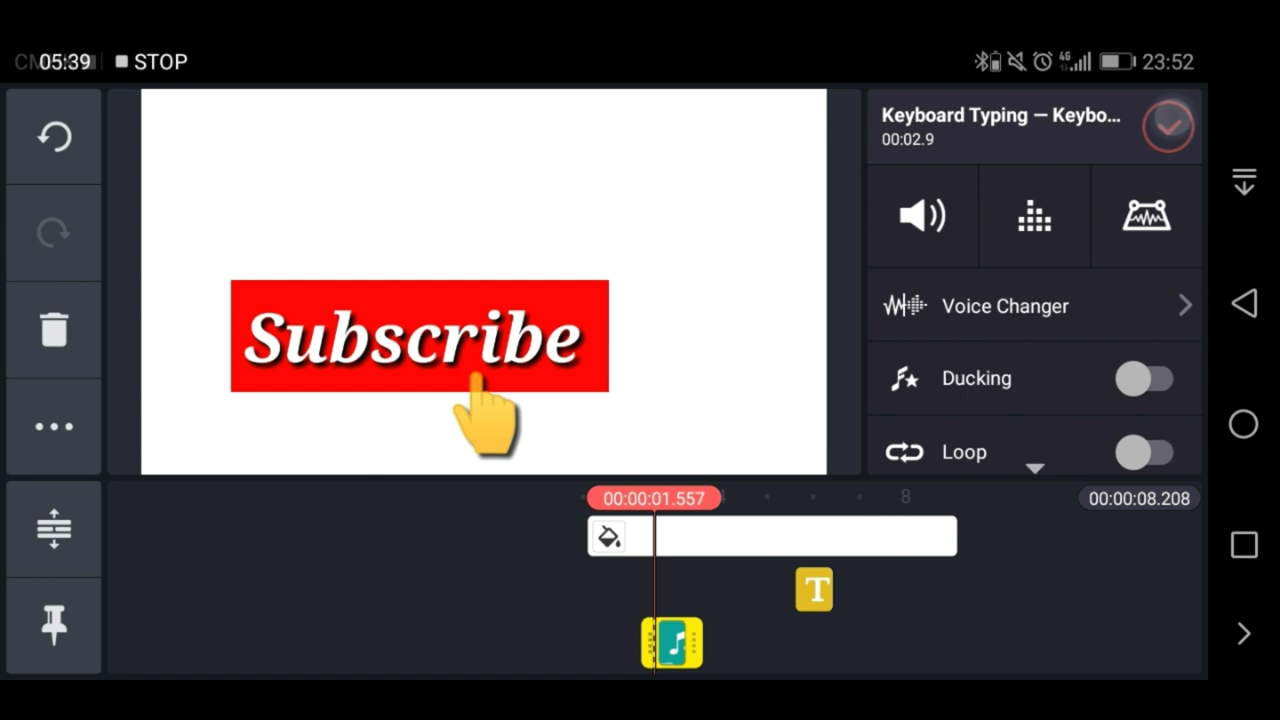 05:39 STOP
4G 23:52
Keyboard Typing — Keybo...
00:02.9
Voice Changer
Ducking
Loop
Subscribe
00:00:01.557
8
00:00:08.208
T